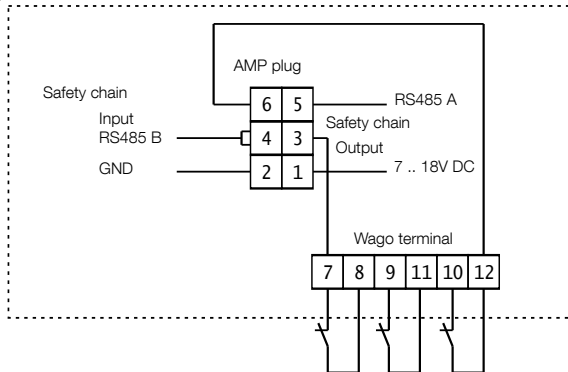 AMP plug
Safety chain
Input
6 5
RS485 A
RS485 B
4 3
Safety chain
Output
GND
2 1
7 .. 18V DC
Wago terminal
7 8 9 11 10 12